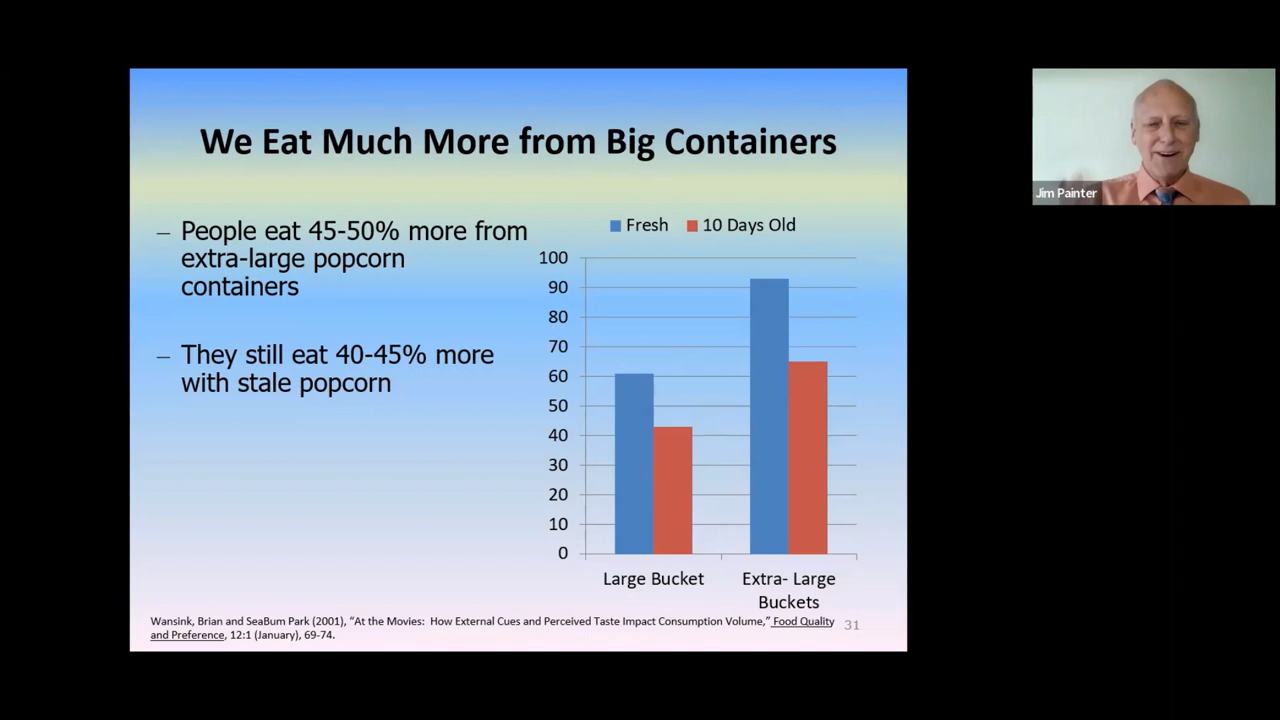 We Eat Much More from Big Containers
Jim Painter
– People eat 45-50% more from
extra-large popcorn
containers
– They still eat 40-45% more
with stale popcorn
Fresh
10 Days Old
100
90
80
70
60
50
40
30
20
10
0
Large Bucket
Extra- Large
Buckets
Wansink, Brian and SeaBum Park (2001), “At the Movies: How External Cues and Perceived Taste Impact Consumption Volume,” Food Quality
and Preference, 12:1 (January), 69-74.
31